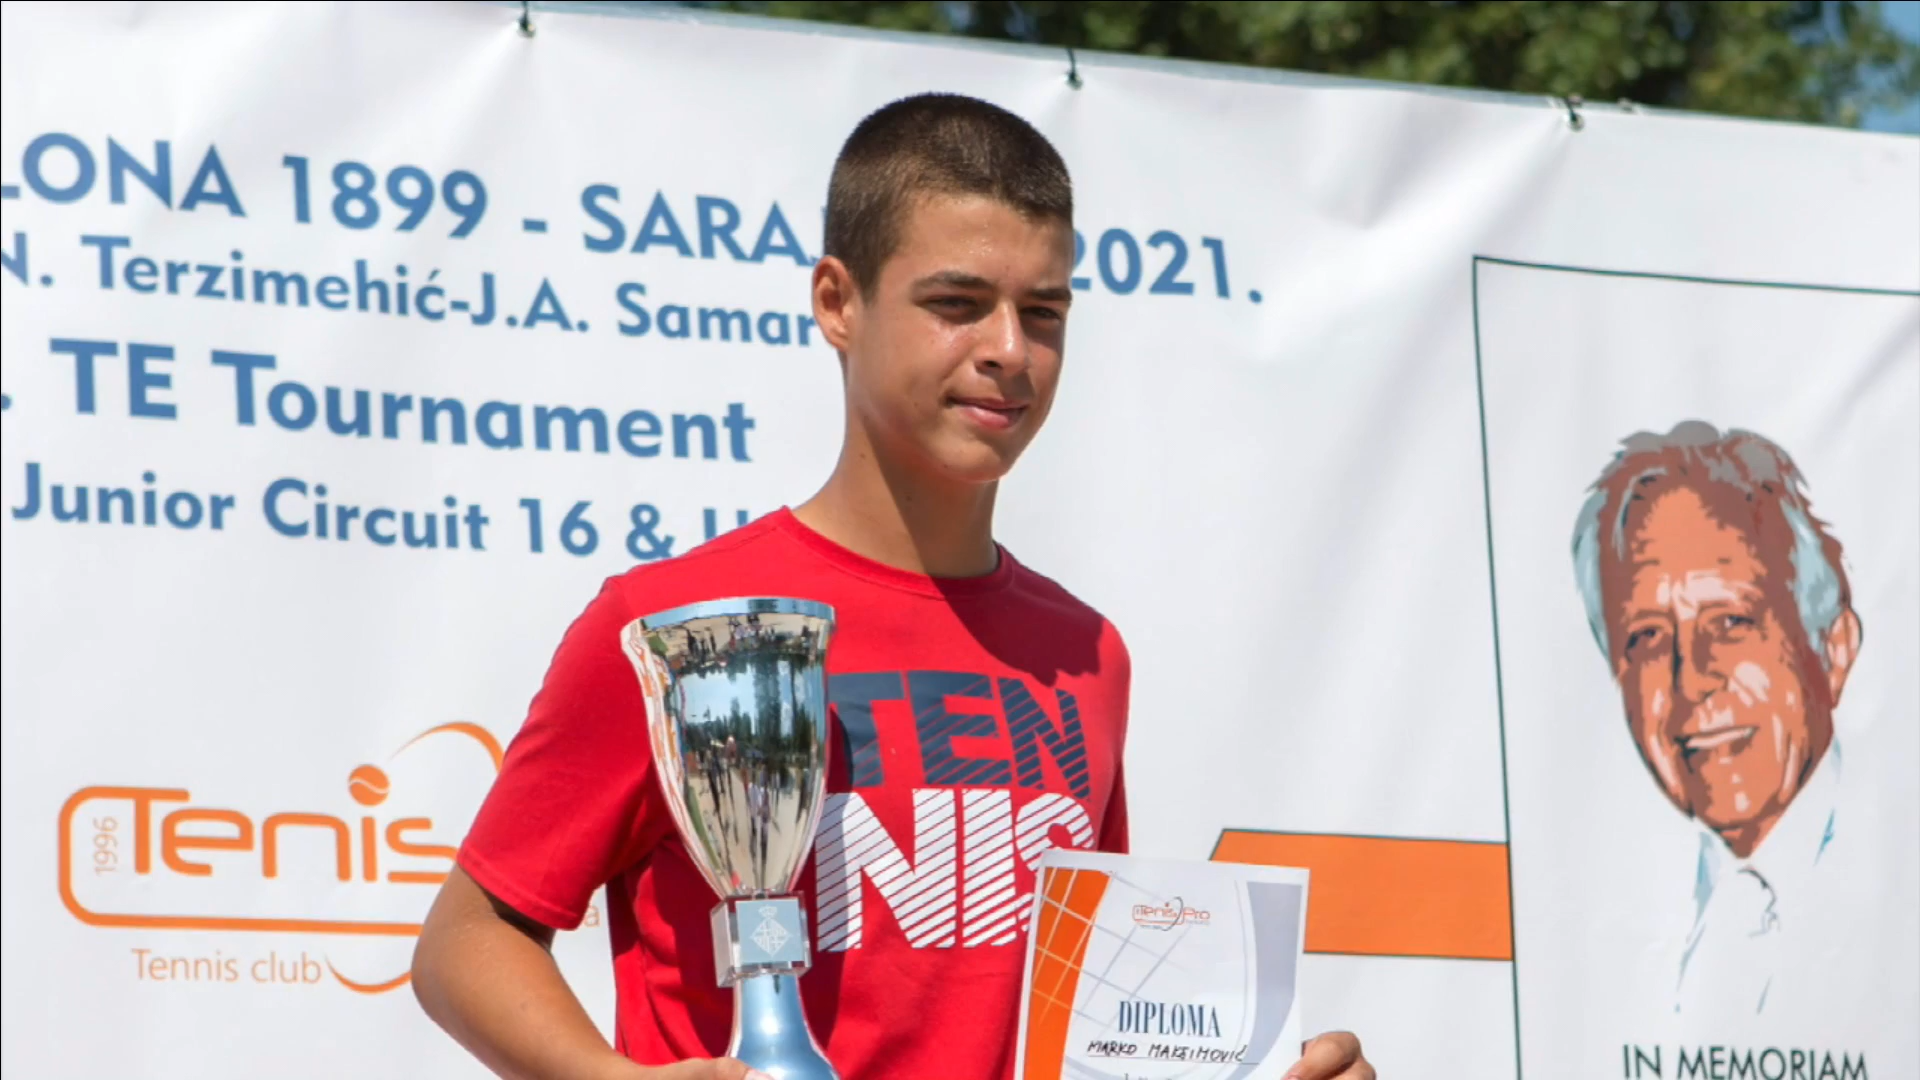 LONA 1899 - SARAJ 2021.
N. Terzimehić-J.A. Samar
. TE Tournament
Junior Circuit 16 & U
1996
Tenis
Tennis club
TEN
NIS
Tenis Pro
DIPLOMA
MARKO MAKSIMOVIĆ
IN MEMORIAM